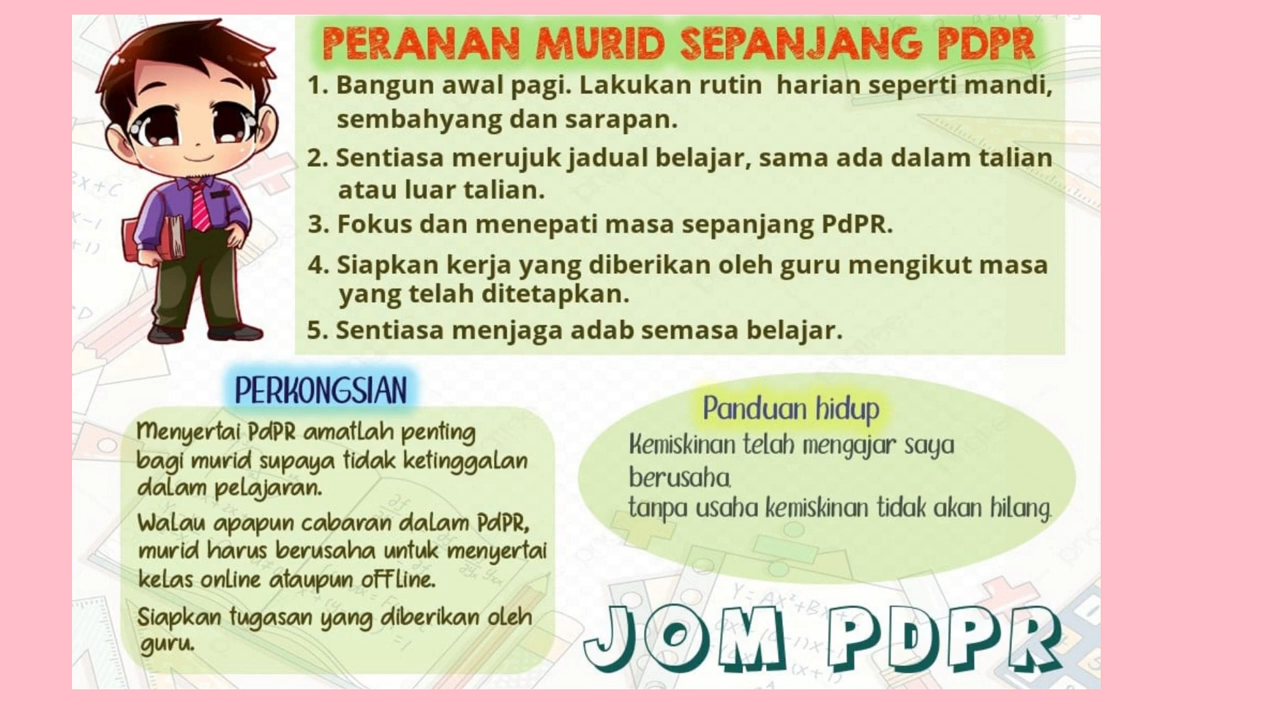 PERANAN MURID SEPANJANG PDPR
1. Bangun awal pagi. Lakukan rutin harian seperti mandi,
sembahyang dan sarapan.
2. Sentiasa merujuk jadual belajar, sama ada dalam talian
atau luar talian.
3. Fokus dan menepati masa sepanjang PdPR.
4. Siapkan kerja yang diberikan oleh guru mengikut masa
yang telah ditetapkan.
5. Sentiasa menjaga adab semasa belajar.
PERKONGSIAN
Menyertai PdPR amatlah penting
bagi murid supaya tidak ketinggalan
dalam pelajaran.
Walau apapun cabaran dalam PdPR,
murid harus berusaha untuk menyertai
kelas online ataupun offline.
Siapkan tugasan yang diberikan oleh
guru.
Panduan hidup
Kemiskinan telah mengajar saya
berusaha.
tanpa usaha kemiskinan tidak akan hilang.
JOM PDPR